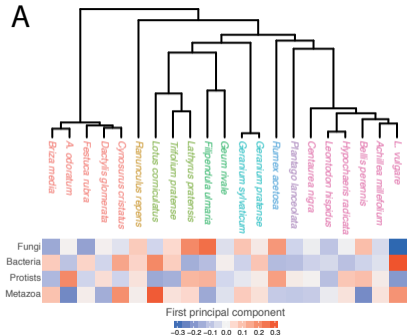 A
Briza media
A. odoratum
Festuca rubra
Dactylis glomerata
Cynosurus cristatus
Ranunculus repens
Lotus corniculatus
Trifolium pratense
Lathyrus pratensis
Filipendula ulmaria
Geum rivale
Geranium sylvaticum
Geranium pratense
Rumex acetosa
Plantago lanceolata
Centaurea nigra
Leontodon hispidus
Hypochaeris radicata
Bellis perennis
Achillea millefolium
L. vulgare
Fungi
Bacteria
Protists
Metazoa
First principal component
−0.3 −0.2 −0.1 0.0 0.1 0.2 0.3